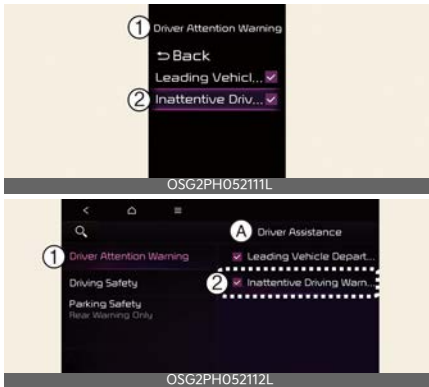 ① Driver Attention Warning
Back
Leading Vehicl...
② Inattentive Driv...
OSG2PH052111L
A Driver Assistance
① Driver Attention Warning
Leading Vehicle Depart...
Driving Safety
② Inattentive Driving Warn...
Parking Safety
Rear Warning Only
OSG2PH052112L